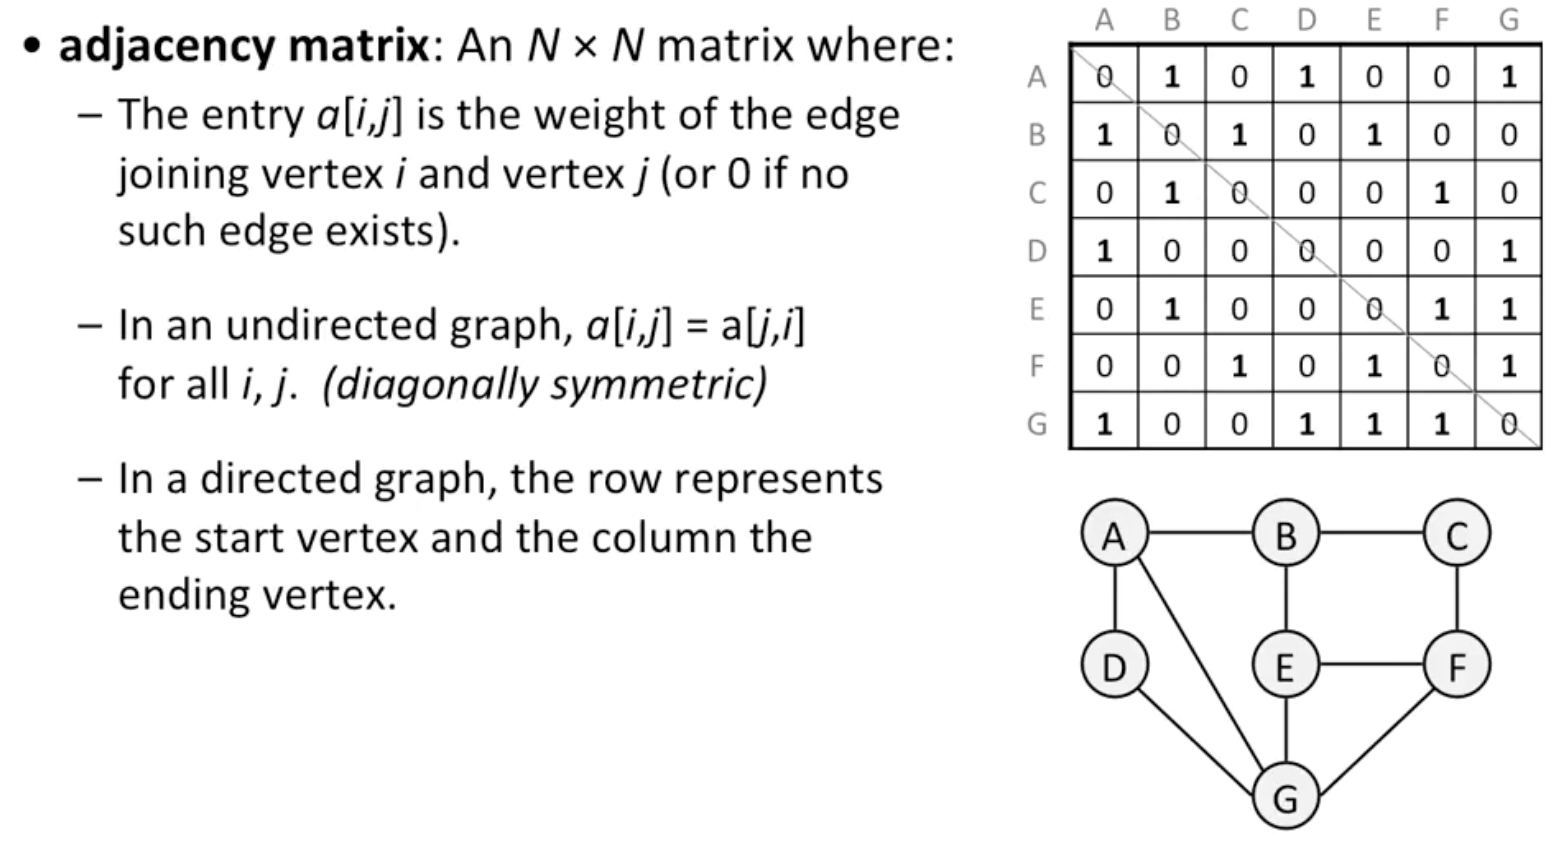 • adjacency matrix: An N × N matrix where:
– The entry a[i,j] is the weight of the edge
joining vertex i and vertex j (or 0 if no
such edge exists).
– In an undirected graph, a[i,j] = a[j,i]
for all i, j. (diagonally symmetric)
– In a directed graph, the row represents
the start vertex and the column the
ending vertex.
A B C D E F G
A 0 1 0 1 0 0 1
B 1 0 1 0 1 0 0
C 0 1 0 0 0 1 0
D 1 0 0 0 0 0 1
E 0 1 0 0 0 1 1
F 0 0 1 0 1 0 1
G 1 0 0 1 1 1 0
A B C
D E F
G